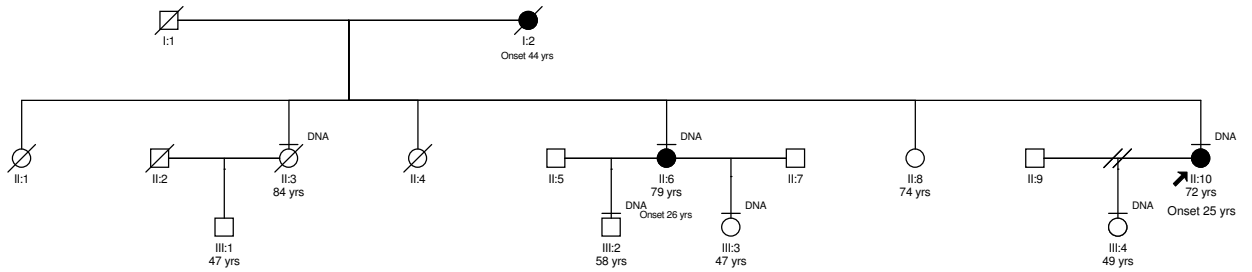 I:1
I:2
Onset 44 yrs
DNA
DNA
DNA
II:1
II:2
II:3
84 yrs
II:4
II:5
II:6
79 yrs
Onset 26 yrs
II:7
II:8
74 yrs
II:9
II:10
72 yrs
Onset 25 yrs
DNA
DNA
DNA
III:1
47 yrs
III:2
58 yrs
III:3
47 yrs
III:4
49 yrs